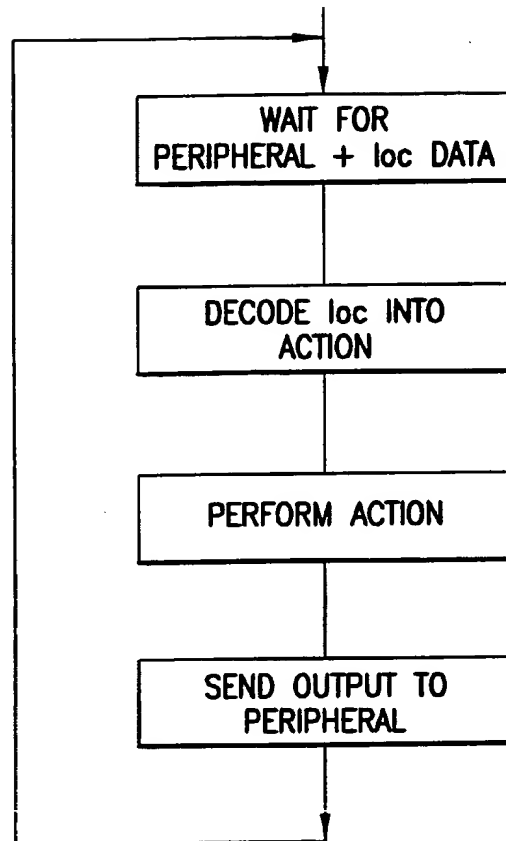 WAIT FOR
PERIPHERAL + loc DATA
DECODE loc INTO
ACTION
PERFORM ACTION
SEND OUTPUT TO
PERIPHERAL